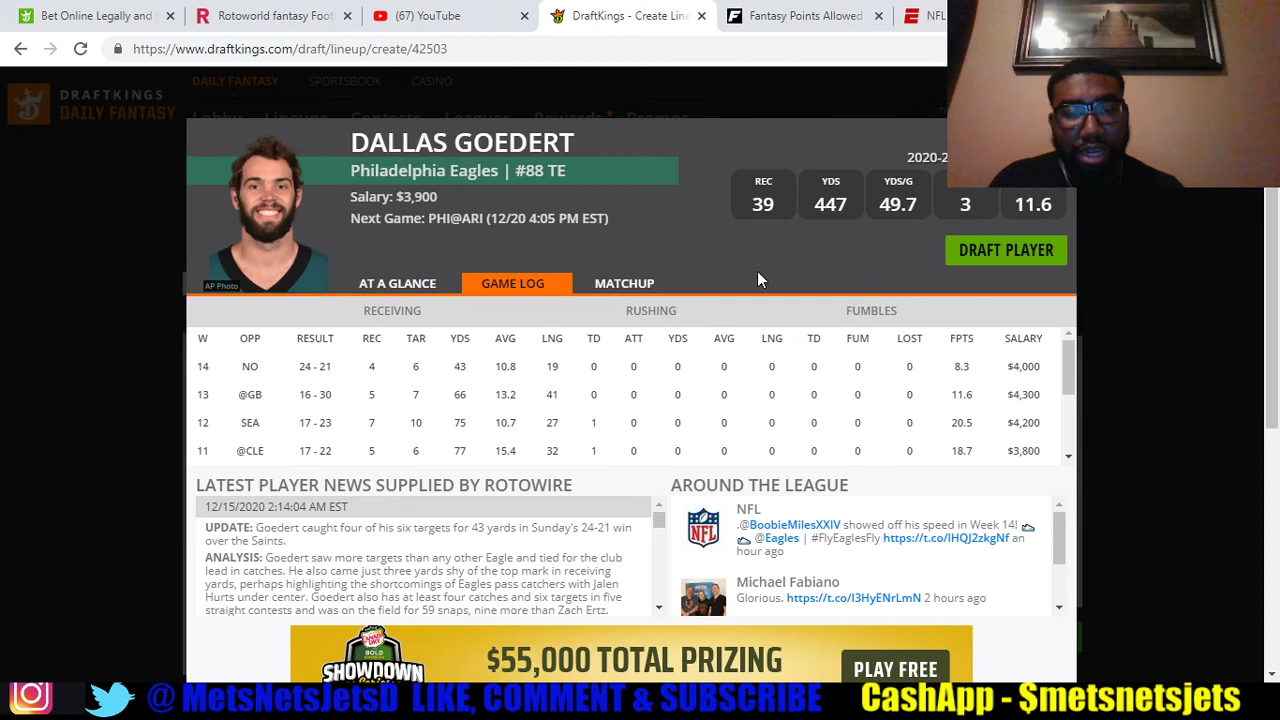 Bet Online Legally and S
Rotoworld fantasy Foot
(67) YouTube
DraftKings - Create Line
Fantasy Points Allowed
NFL
https://www.draftkings.com/draft/lineup/create/42503
DAILY FANTASY SPORTSBOOK CASINO
DRAFTKINGS
DAILY FANTASY
Lobby Lineups Contests Leagues Rewards Promos
DALLAS GOEDERT
Philadelphia Eagles | #88 TE
Salary: $3,900
Next Game: PHI@ARI (12/20 4:05 PM EST)
AP Photo
2020-2
REC YDS YDS/G
39 447 49.7 3 11.6
DRAFT PLAYER
AT A GLANCE GAME LOG MATCHUP
RECEIVING RUSHING FUMBLES
W OPP RESULT REC TAR YDS AVG LNG TD ATT YDS AVG LNG TD FUM LOST FPTS SALARY
14 NO 24 - 21 4 6 43 10.8 19 0 0 0 0 0 0 0 0 8.3 $4,000
13 @GB 16 - 30 5 7 66 13.2 41 0 0 0 0 0 0 0 0 11.6 $4,300
12 SEA 17 - 23 7 10 75 10.7 27 1 0 0 0 0 0 0 0 20.5 $4,200
11 @CLE 17 - 22 5 6 77 15.4 32 1 0 0 0 0 0 0 0 18.7 $3,800
LATEST PLAYER NEWS SUPPLIED BY ROTOWIRE
12/15/2020 2:14:04 AM EST
UPDATE: Goedert caught four of his six targets for 43 yards in Sunday's 24-21 win
over the Saints.
ANALYSIS: Goedert saw more targets than any other Eagle and tied for the club
lead in catches. He also came just three yards shy of the top mark in receiving
yards, perhaps highlighting the shortcomings of Eagles pass catchers with Jalen
Hurts under center. Goedert also has at least four catches and six targets in five
straight contests and was on the field for 59 snaps, nine more than Zach Ertz.
AROUND THE LEAGUE
NFL
.@BoobieMilesXXIV showed off his speed in Week 14!
@Eagles | #FlyEaglesFly https://t.co/IHQJ2zkgNf an
hour ago
Michael Fabiano
Glorious. https://t.co/I3HyENrLmN 2 hours ago
CANADA DRY
BOLD
SHOWDOWN
$55,000 TOTAL PRIZING
PLAY FREE
@MetsNetsJetsD LIKE, COMMENT & SUBSCRIBE CashApp - $metsnetsjets